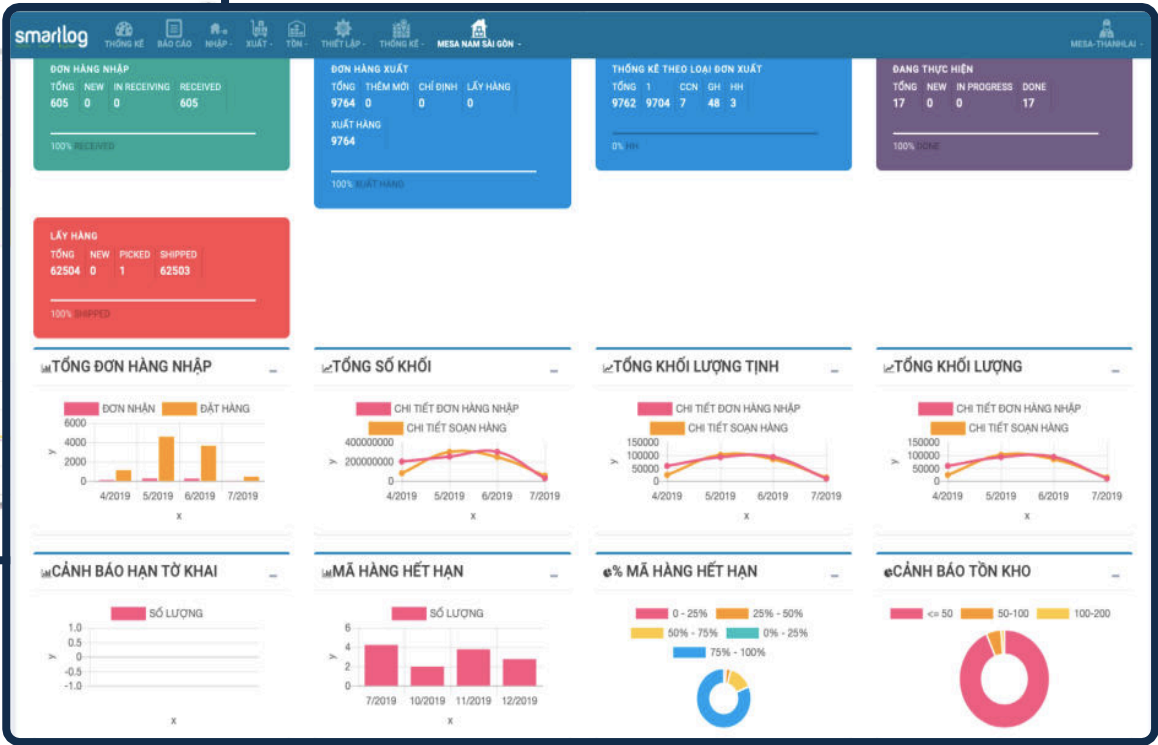 smartlog THỐNG KÊ BÁO CÁO NHẬP - XUẤT - TỒN - THIẾT LẬP - THỐNG KÊ - MESA NAM SÀI GÒN - MESA-THANHLAI -
ĐƠN HÀNG NHẬP
TỔNG NEW IN RECEIVING RECEIVED
605 0 0 605
100% RECEIVED
ĐƠN HÀNG XUẤT
TỔNG THÊM MỚI CHỈ ĐỊNH LẤY HÀNG
9764 0 0 0
XUẤT HÀNG
9764
100% XUẤT HÀNG
THỐNG KÊ THEO LOẠI ĐƠN XUẤT
TỔNG 1 CCN GH HH
9762 9704 7 48 3
0% HH
ĐANG THỰC HIỆN
TỔNG NEW IN PROGRESS DONE
17 0 0 17
100% DONE
LẤY HÀNG
TỔNG NEW PICKED SHIPPED
62504 0 1 62503
100% SHIPPED
TỔNG ĐƠN HÀNG NHẬP
ĐƠN NHẬN ĐẶT HÀNG
6000
4000
2000
0
y
4/2019 5/2019 6/2019 7/2019
x
TỔNG SỐ KHỐI
CHI TIẾT ĐƠN HÀNG NHẬP
CHI TIẾT SOẠN HÀNG
400000000
200000000
0
y
4/2019 5/2019 6/2019 7/2019
x
TỔNG KHỐI LƯỢNG TỊNH
CHI TIẾT ĐƠN HÀNG NHẬP
CHI TIẾT SOẠN HÀNG
150000
100000
50000
0
y
4/2019 5/2019 6/2019 7/2019
x
TỔNG KHỐI LƯỢNG
CHI TIẾT ĐƠN HÀNG NHẬP
CHI TIẾT SOẠN HÀNG
150000
100000
50000
0
y
4/2019 5/2019 6/2019 7/2019
x
CẢNH BÁO HẠN TỜ KHAI
SỐ LƯỢNG
1.0
0.5
0
-0.5
-1.0
y
x
MÃ HÀNG HẾT HẠN
SỐ LƯỢNG
6
4
2
0
y
7/2019 10/2019 11/2019 12/2019
x
% MÃ HÀNG HẾT HẠN
0 - 25% 25% - 50%
50% - 75% 0% - 25%
75% - 100%
CẢNH BÁO TỒN KHO
<= 50 50-100 100-200